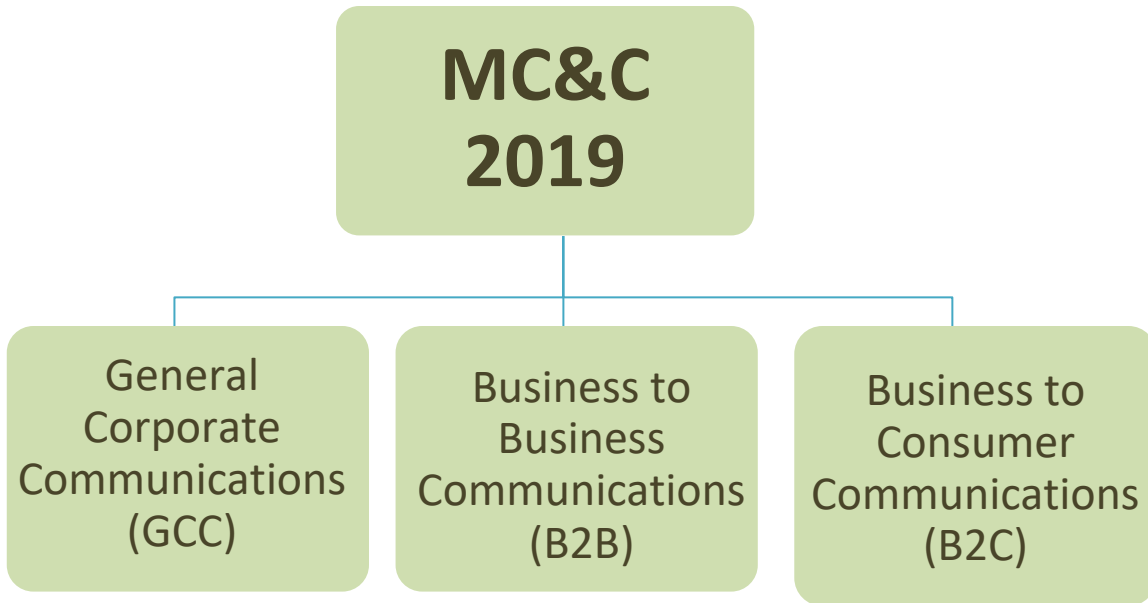 MC&C
2019
General
Corporate
Communications
(GCC)
Business to
Business
Communications
(B2B)
Business to
Consumer
Communications
(B2C)